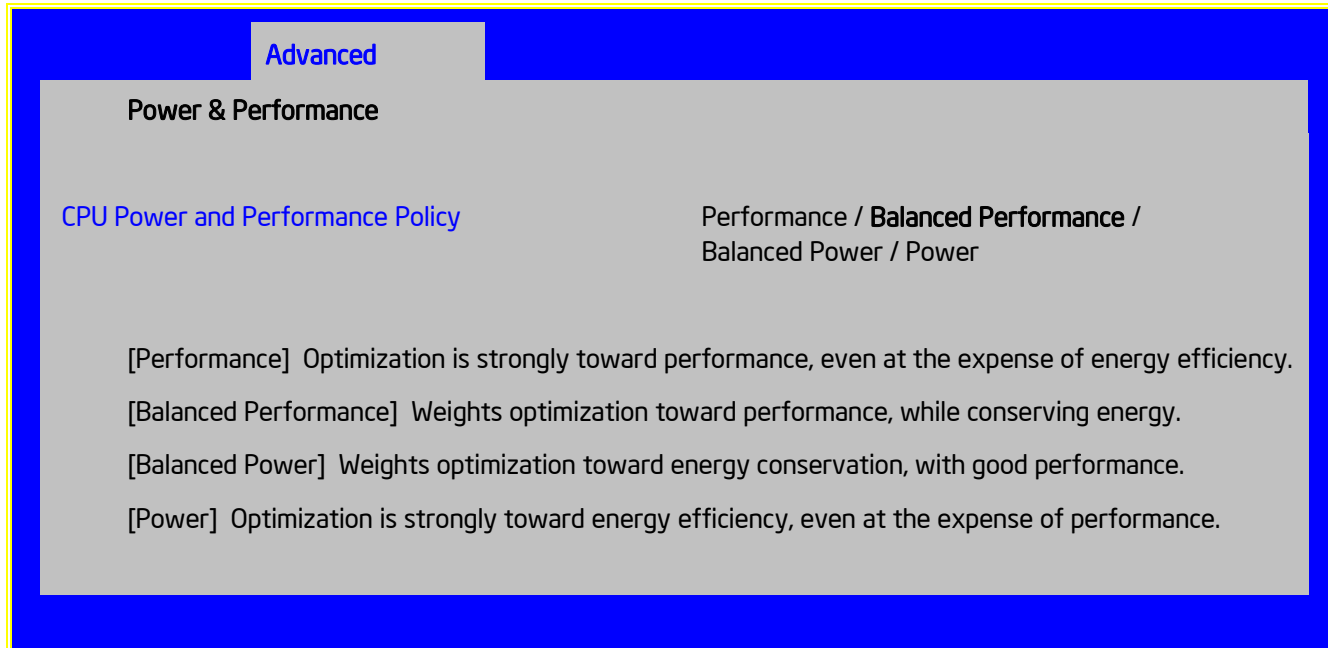 Advanced
Power & Performance
CPU Power and Performance Policy
Performance / Balanced Performance /
Balanced Power / Power
[Performance] Optimization is strongly toward performance, even at the expense of energy efficiency.
[Balanced Performance] Weights optimization toward performance, while conserving energy.
[Balanced Power] Weights optimization toward energy conservation, with good performance.
[Power] Optimization is strongly toward energy efficiency, even at the expense of performance.